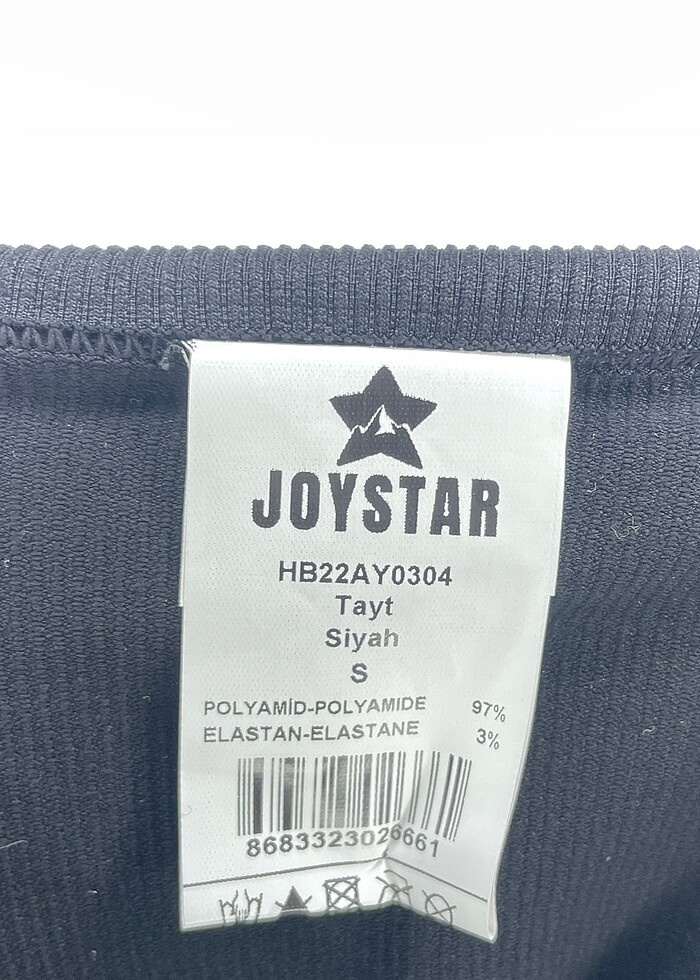 JOYSTAR
HB22AY0304
Tayt
Siyah
S
POLYAMİD-POLYAMIDE 97%
ELASTAN-ELASTANE 3%
8683323026661